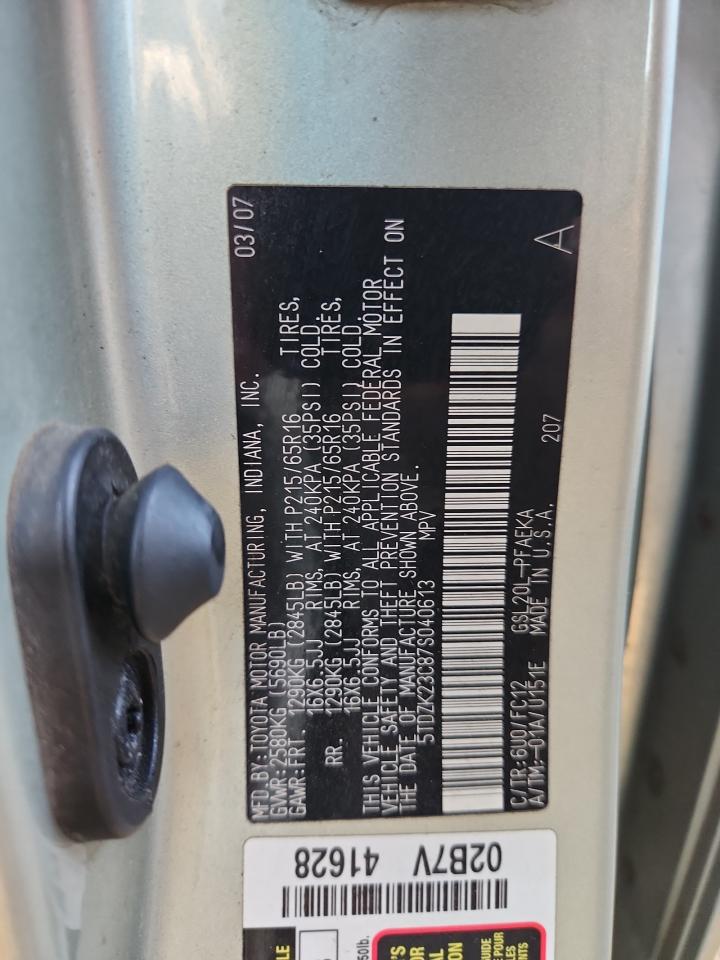 03/07
MFD.BY:TOYOTA MOTOR MANUFACTURING, INDIANA, INC.
GVWR:2580KG(5690LB)
GAWR:FRT. 1290KG (2845LB) WITH P215/65R16 TIRES,
16X6.5JJ RIMS, AT 240KPA (35PSI) COLD.
RR. 1290KG (2845LB) WITH P215/65R16 TIRES,
16X6.5JJ RIMS, AT 240KPA (35PSI) COLD.
THIS VEHICLE CONFORMS TO ALL APPLICABLE FEDERAL MOTOR
VEHICLE SAFETY AND THEFT PREVENTION STANDARDS IN EFFECT ON
THE DATE OF MANUFACTURE SHOWN ABOVE.
5TDZK23C87S040613 MPV
C/TR:6U0/FC12 GSL20L-PFAEKA 207 A
A/TM:-01A/U151E MADE IN U.S.A.
02B7V 41628